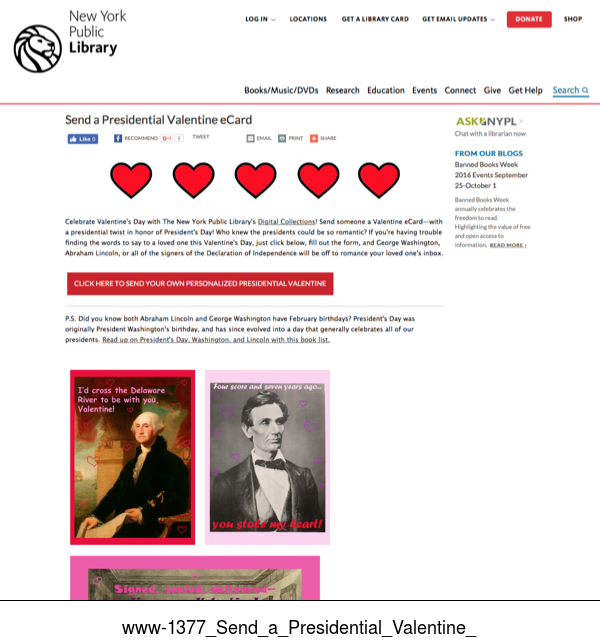 New York
Public
Library
LOG IN
LOCATIONS
GET A LIBRARY CARD
GET EMAIL UPDATES
DONATE
SHOP
Books/Music/DVDs Research Education Events Connect Give Get Help Search
Send a Presidential Valentine eCard
Like 0
RECOMMEND
G+1 0
TWEET
EMAIL
PRINT
SHARE
Celebrate Valentine's Day with The New York Public Library's Digital Collections! Send someone a Valentine eCard—with
a presidential twist in honor of President's Day! Who knew the presidents could be so romantic? If you're having trouble
finding the words to say to a loved one this Valentine's Day, just click below, fill out the form, and George Washington,
Abraham Lincoln, or all of the signers of the Declaration of Independence will be off to romance your loved one's inbox.
CLICK HERE TO SEND YOUR OWN PERSONALIZED PRESIDENTIAL VALENTINE
P.S. Did you know both Abraham Lincoln and George Washington have February birthdays? President's Day was
originally President Washington's birthday, and has since evolved into a day that generally celebrates all of our
presidents. Read up on President's Day, Washington, and Lincoln with this book list.
I'd cross the Delaware
River to be with you,
Valentine!
Four score and seven years ago...
you stole my heart!
Signed, sealed, delivered—
ASK NYPL >
Chat with a librarian now
FROM OUR BLOGS
Banned Books Week
2016 Events September
25-October 1
Banned Books Week
annually celebrates the
freedom to read.
Highlighting the value of free
and open access to
information, READ MORE ›
www-1377_Send_a_Presidential_Valentine_